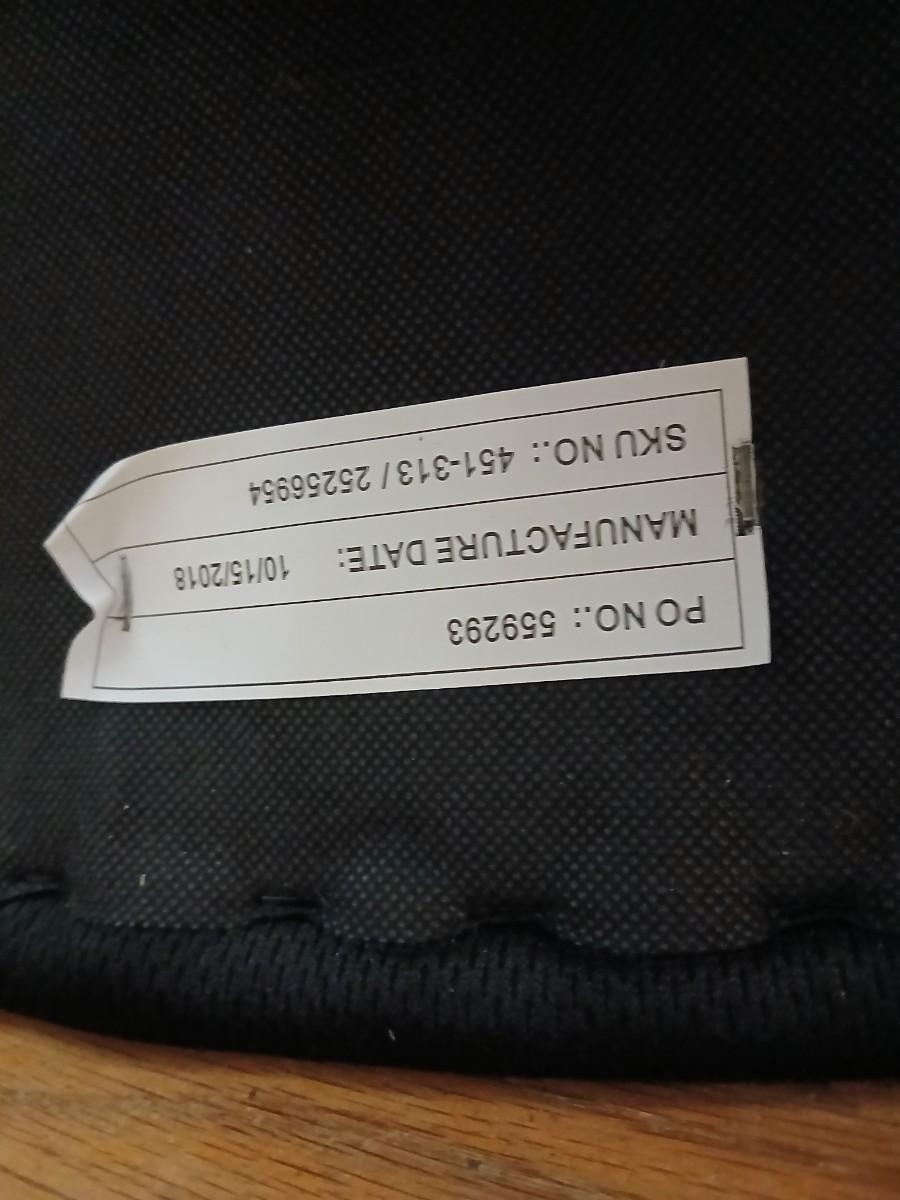 PO NO.: 559293
MANUFACTURE DATE: 10/15/2018
SKU NO.: 451-313 / 25256954